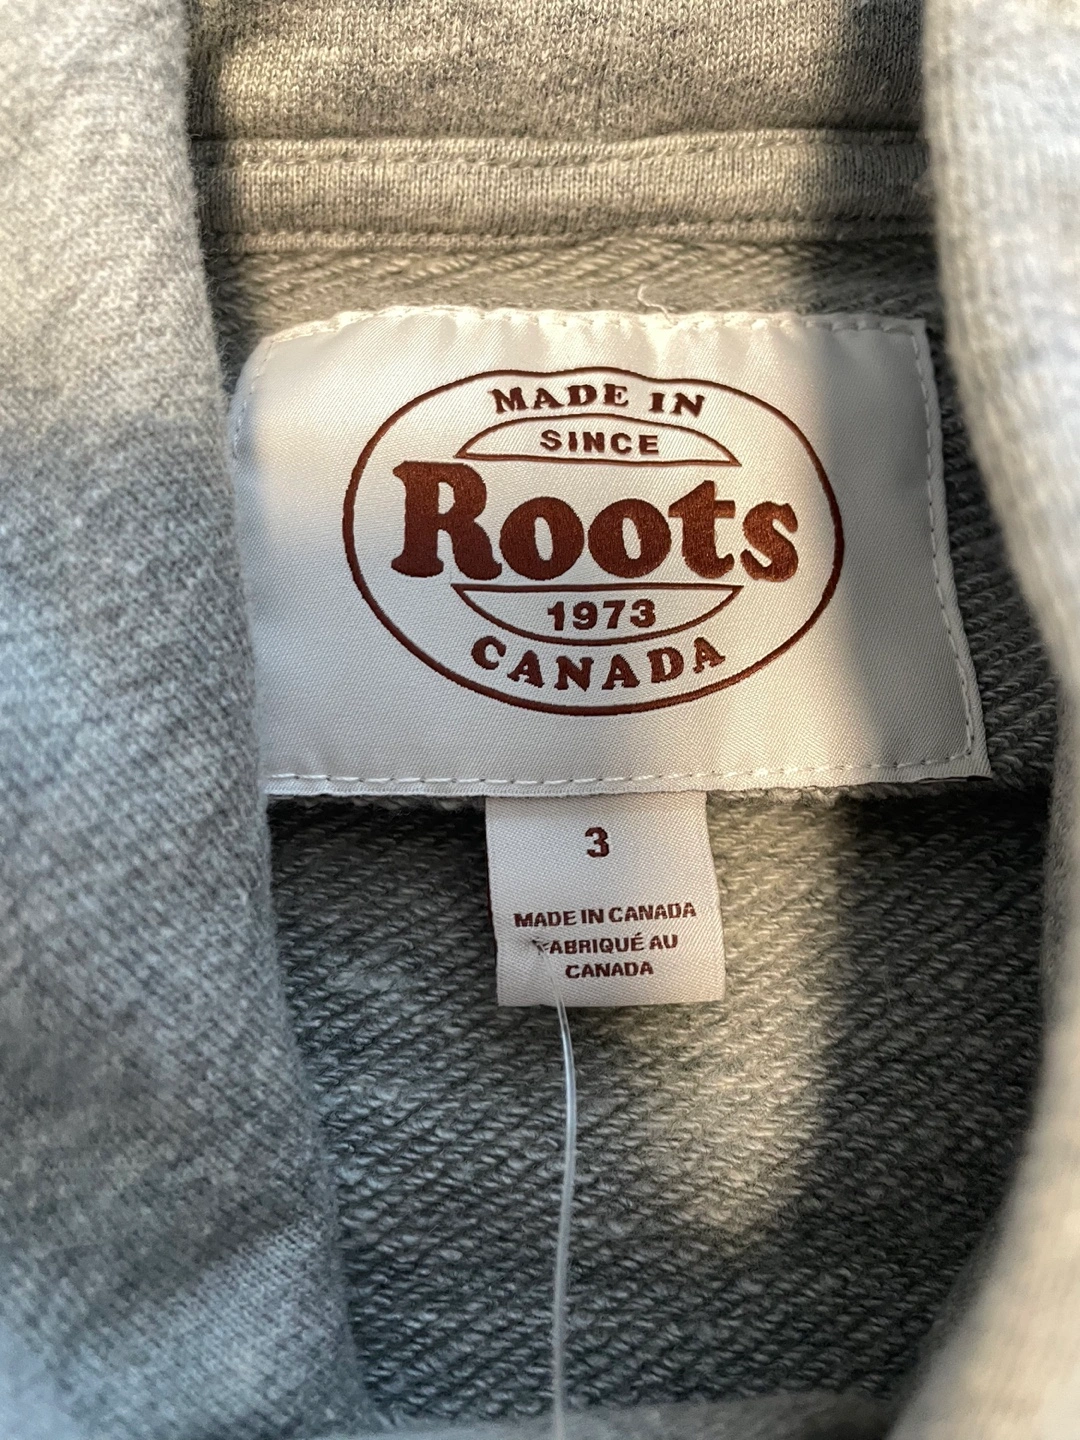 MADE IN
SINCE
Roots
1973
CANADA
3
MADE IN CANADA
FABRIQUÉ AU
CANADA